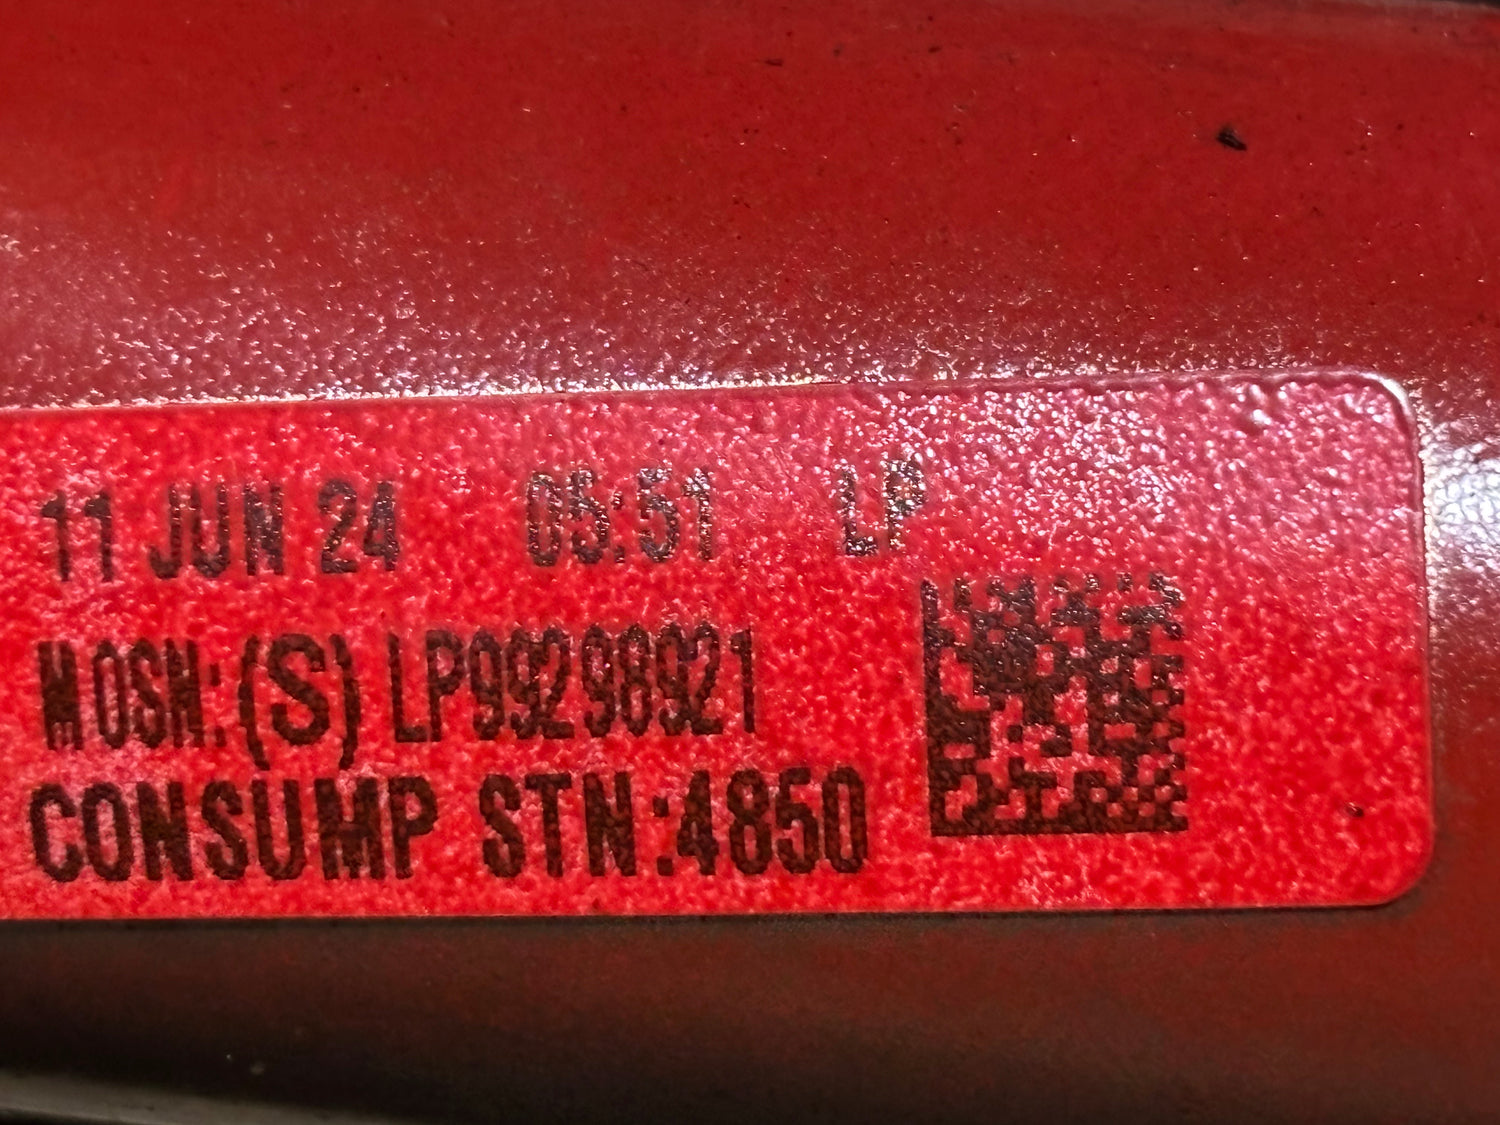 11 JUN 24 05:51 LP
MOSN:(S) LP99298921
CONSUMP STN:4850